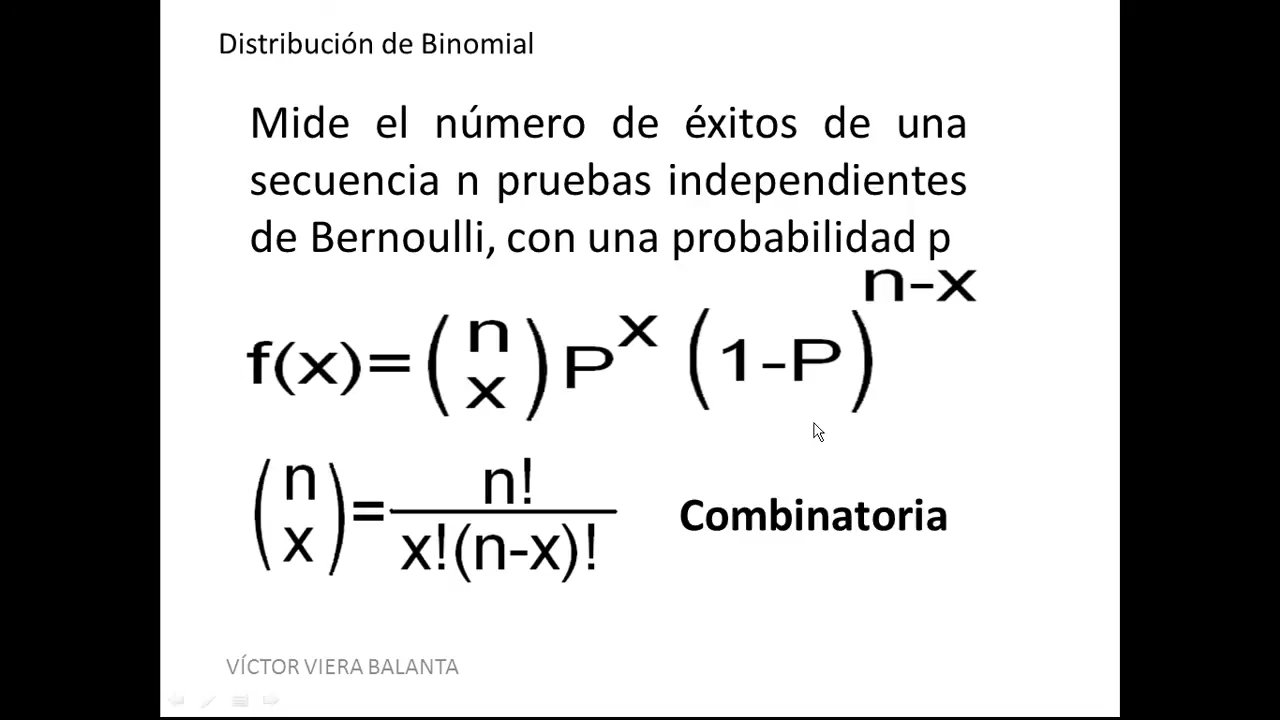 Distribución de Binomial
Mide el número de éxitos de una
secuencia n pruebas independientes
de Bernoulli, con una probabilidad p
f(x)=(n x)P^x (1-P)^n-x
(n x)=n!/x!(n-x)!
Combinatoria
VÍCTOR VIERA BALANTA